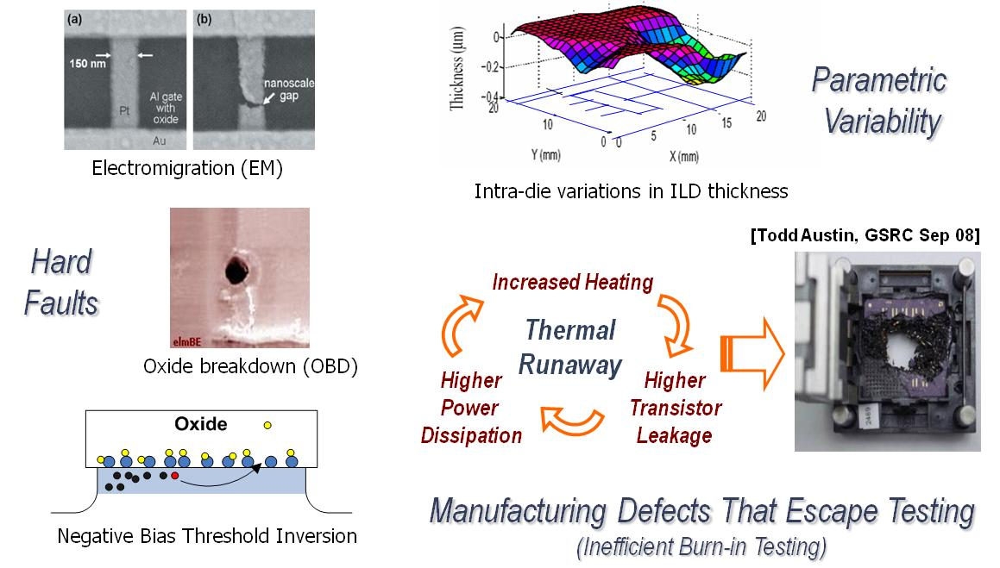 (a)
(b)
150 nm
nanoscale
gap
Al gate
with
oxide
Pt
Au
Electromigration (EM)
Thickness (μm)
0
-0.2
-0.4
20
10
0
0
5
10
15
20
Y (mm)
X (mm)
Intra-die variations in ILD thickness
Parametric
Variability
Hard
Faults
elmBE
Oxide breakdown (OBD)
[Todd Austin, GSRC Sep 08]
Increased Heating
Thermal
Runaway
Higher
Power
Dissipation
Higher
Transistor
Leakage
2469
Oxide
Negative Bias Threshold Inversion
Manufacturing Defects That Escape Testing
(Inefficient Burn-in Testing)